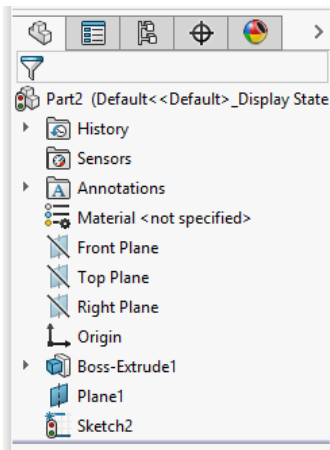 Part2 (Default<<Default>_Display State
History
Sensors
A Annotations
Material <not specified>
Front Plane
Top Plane
Right Plane
Origin
Boss-Extrude1
Plane1
Sketch2